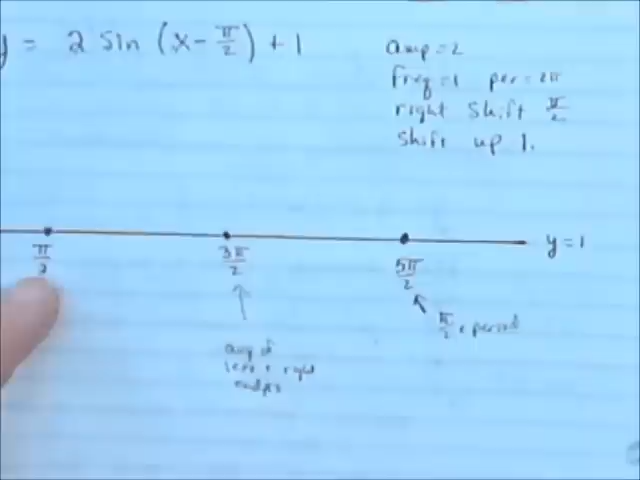 y = 2 sin (x - π/2) + 1
amp = 2
freq = 1 per = 2π
right shift π/2
shift up 1.
y = 1
π/2
3π/2
5π/2
π/2 + period
avg of
left + right
endpts